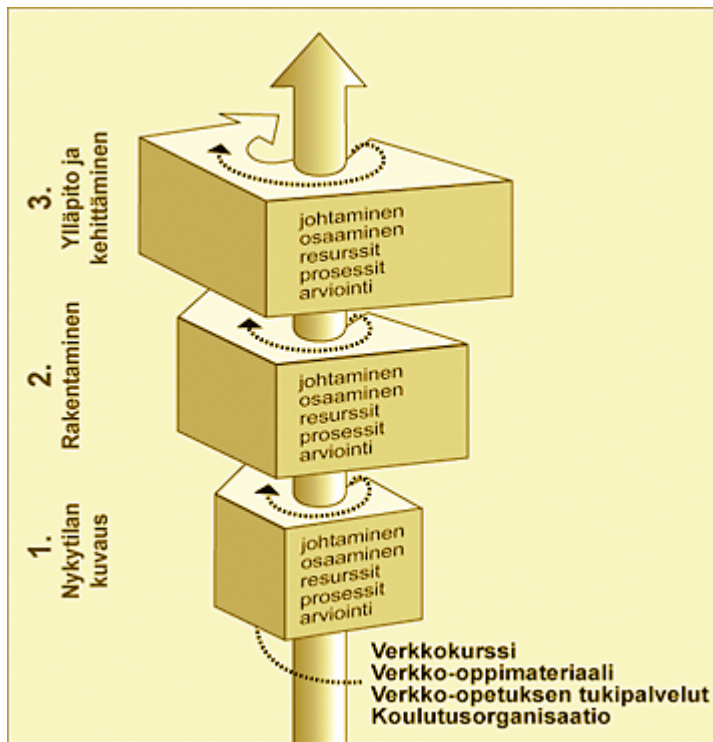 3.
Ylläpito ja
kehittäminen
johtaminen
osaaminen
resurssit
prosessit
arviointi
2.
Rakentaminen
johtaminen
osaaminen
resurssit
prosessit
arviointi
1.
Nykytilan
kuvaus
johtaminen
osaaminen
resurssit
prosessit
arviointi
Verkkokurssi
Verkko-oppimateriaali
Verkko-opetuksen tukipalvelut
Koulutusorganisaatio